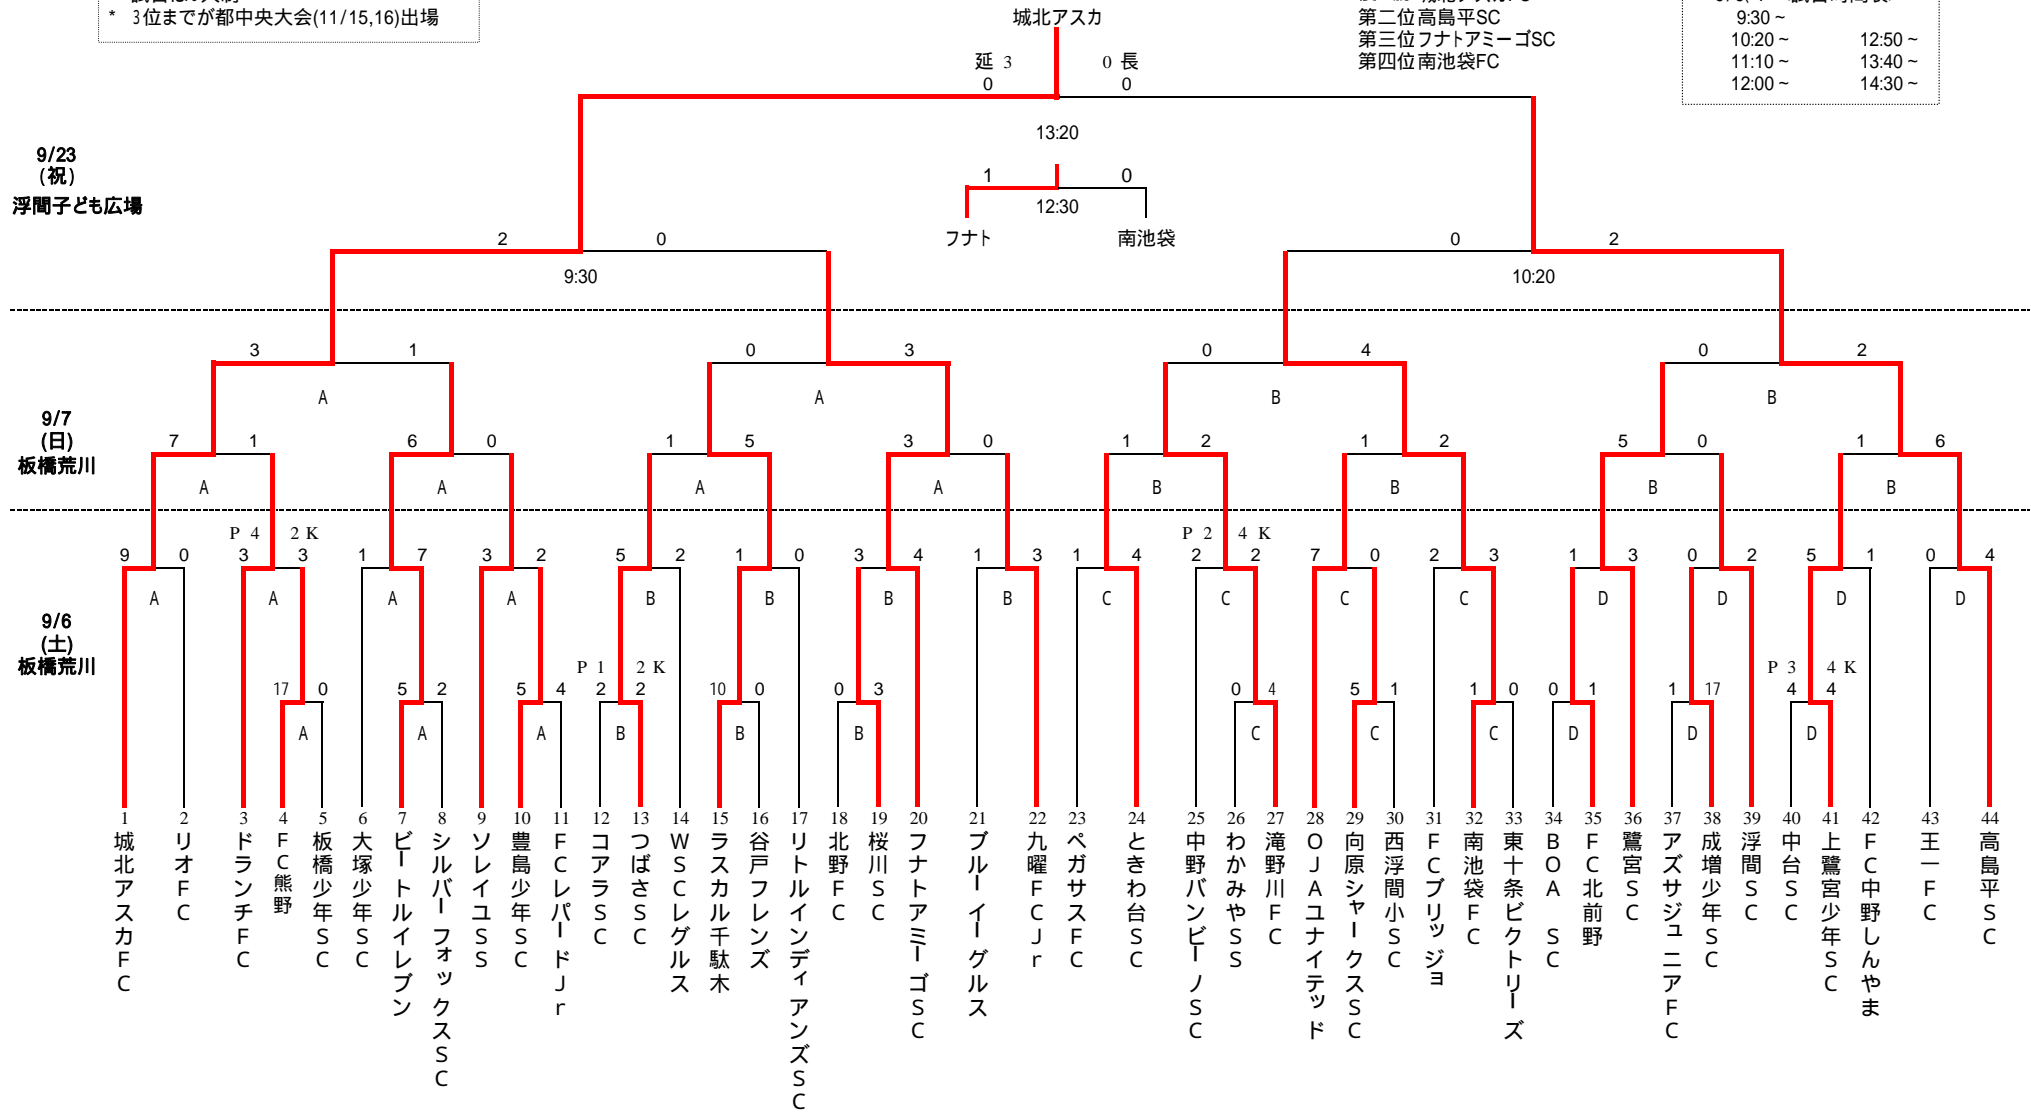 * 3位までが都中央大会(11/15,16)出場
城北アスカ
第二位高島平SC
第三位フナトアミーゴSC
第四位南池袋FC
9:30 ~
10:20 ~ 12:50 ~
11:10 ~ 13:40 ~
12:00 ~ 14:30 ~
延 3 0 長
0 0
13:20
9/23
(祝)
浮間子ども広場
1 0
12:30
フナト 南池袋
2 0 0 2
9:30 10:20
3 1 0 3 0 4 0 2
A A B B
9/7
(日)
板橋荒川
7 1 6 0 1 5 3 0 1 2 1 2 5 0 1 6
A A A A B B B B
P 4 2 K P 2 4 K
9 0 3 3 1 7 3 2 5 2 1 0 3 4 1 3 1 4 2 2 7 0 2 3 1 3 0 2 5 1 0 4
A A A A B B B B C C C C D D D D
9/6
(土)
板橋荒川
P 1 2 K P 3 4 K
17 0 5 2 5 4 2 2 10 0 0 3 0 4 5 1 1 0 0 1 1 17 4 4
A A A B B B C C C D D D
1 城北アスカFC
2 リオFC
3 ドランチFC
4 FC熊野
5 板橋少年SC
6 大塚少年SC
7 ビートルイレブン
8 シルバーフォックスSC
9 ソレイユSS
10 豊島少年SC
11 FCレパードJr
12 コアラSC
13 つばさSC
14 WSCレグルス
15 ラスカル千駄木
16 谷戸フレンズ
17 リトルインディアンズSC
18 北野FC
19 桜川SC
20 フナトアミーゴSC
21 ブルーイーグルス
22 九曜FCJr
23 ペガサスFC
24 ときわ台SC
25 中野バンビーノSC
26 わかみやSS
27 滝野川FC
28 OJAユナイテッド
29 向原シャークスSC
30 西浮間小SC
31 FCブリッジョ
32 南池袋FC
33 東十条ビクトリーズ
34 BOA SC
35 FC北前野
36 鷺宮SC
37 アズサジュニアFC
38 成増少年SC
39 浮間SC
40 中台SC
41 上鷺宮少年SC
42 FC中野しんやま
43 王一FC
44 高島平SC